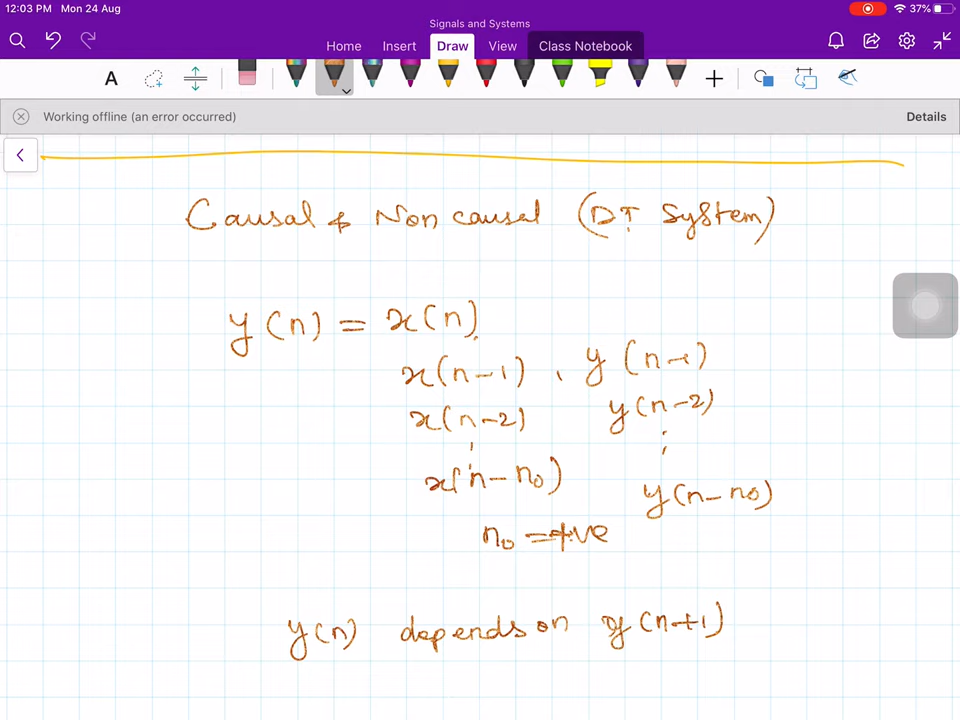 12:03 PM Mon 24 Aug
37%
Signals and Systems
Home Insert Draw View Class Notebook
A
Working offline (an error occurred) Details
Causal & Non causal (DT System)
y(n) = x(n)
x(n-1) , y(n-1)
x(n-2) y(n-2)
⋮ ⋮
x(n-n₀) y(n-n₀)
n₀ = +ve
y(n) depends on y(n+1)